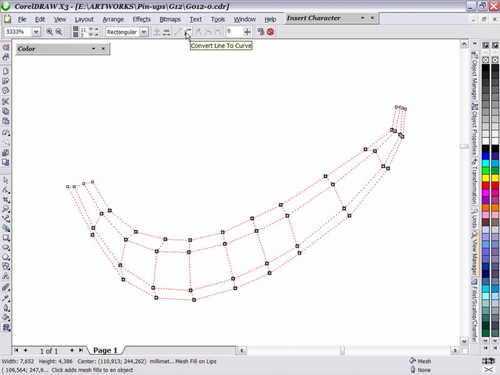 CorelDRAW X3 - [E:\ARTWORKS\Pin-ups\G12\G012-0.cdr]
Insert Character
File Edit View Layout Arrange Effects Bitmaps Text Tools Window Help
5333%
Rectangular
0
Color
Convert Line To Curve
Object Manager
Object Properties
Transformation
Undo
View Manager
Fillet/Scallop/Chamfer
1 of 1
Page 1
Width: 7,652 Height: 4,386 Center: (110,913; 244,262) millimet... Mesh Fill on Lips
Mesh
( 109,564; 247,9... Click adds mesh fills to an object
None